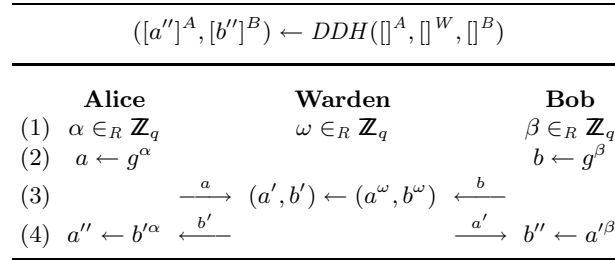 ([a″]ᴬ, [b″]ᴮ) ← DDH([]ᴬ, []ᵂ, []ᴮ)
Alice Warden Bob
(1) α ∈_R ℤ_q ω ∈_R ℤ_q β ∈_R ℤ_q
(2) a ← g^α b ← g^β
(3) —a→ (a′, b′) ← (a^ω, b^ω) ←b—
(4) a″ ← b′^α ←b′— —a′→ b″ ← a′^β